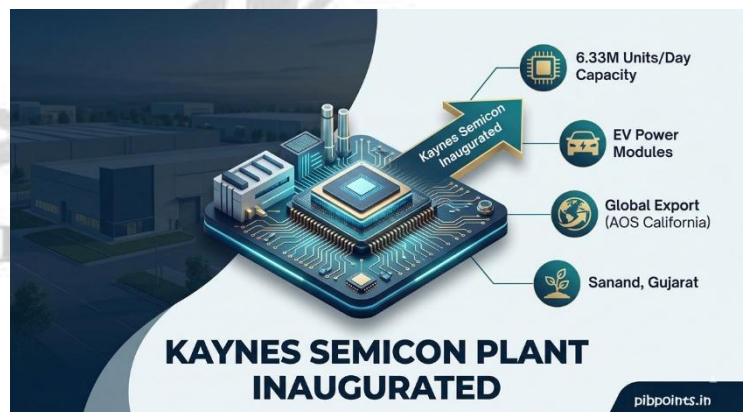 6.33M Units/Day
Capacity
Kaynes Semicon
Inaugurated
EV Power
Modules
Global Export
(AOS California)
Sanand, Gujarat
KAYNES SEMICON PLANT
INAUGURATED
pibpoints.in